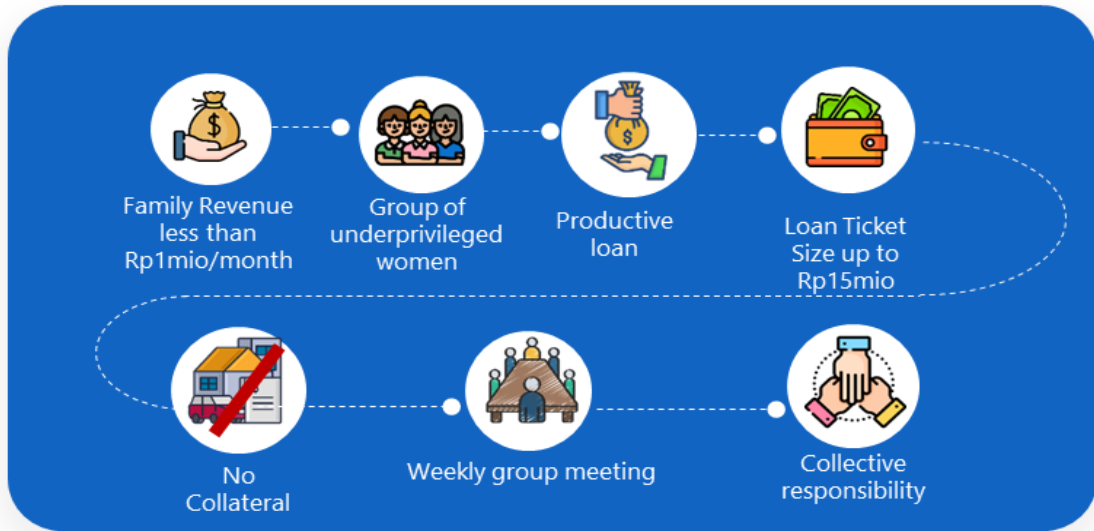 Family Revenue
less than
Rp1mio/month
Group of
underprivileged
women
Productive
loan
Loan Ticket
Size up to
Rp15mio
No
Collateral
Weekly group meeting
Collective
responsibility